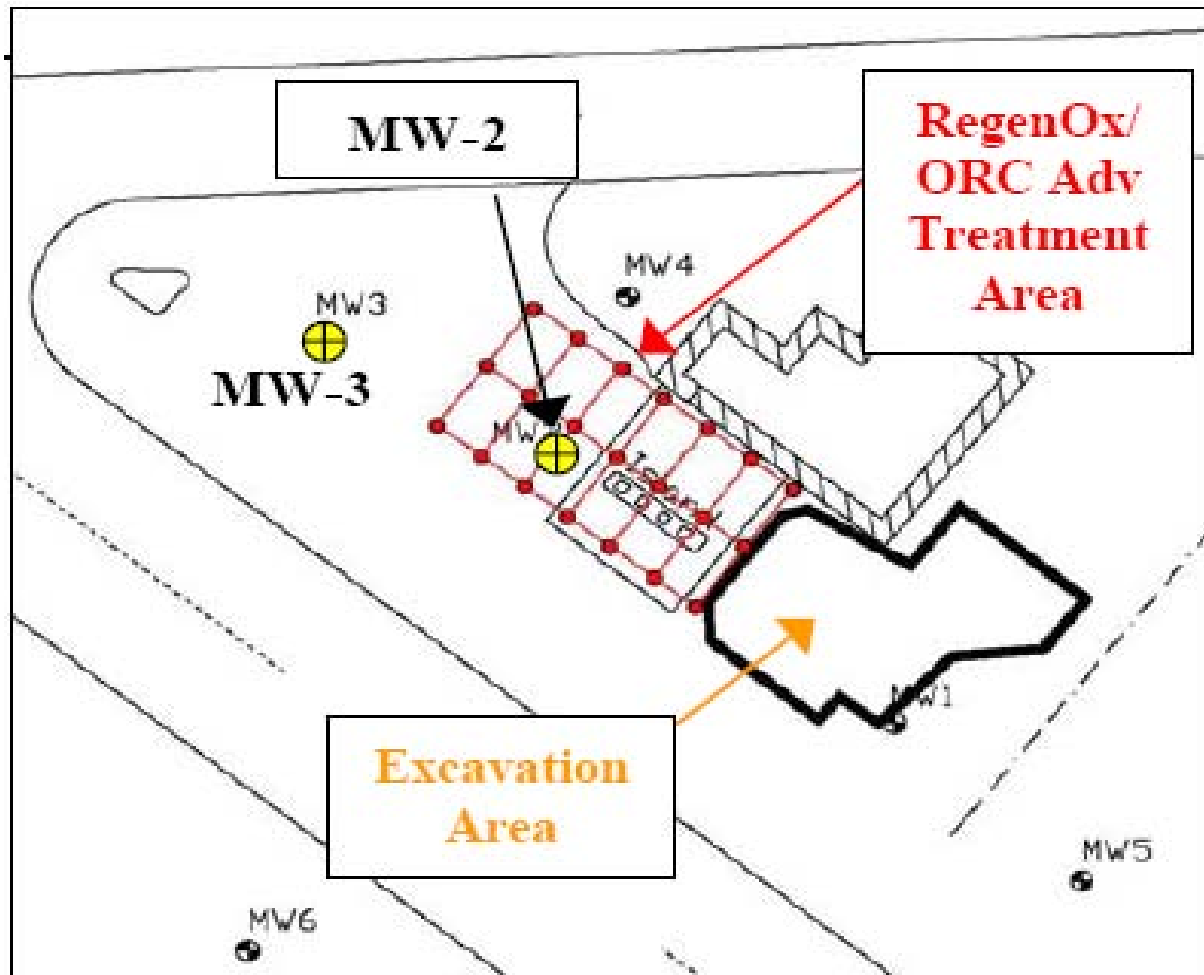 MW-2
RegenOx/
ORC Adv
Treatment
Area
MW4
MW3
MW-3
MW1
Excavation
Area
MW5
MW6